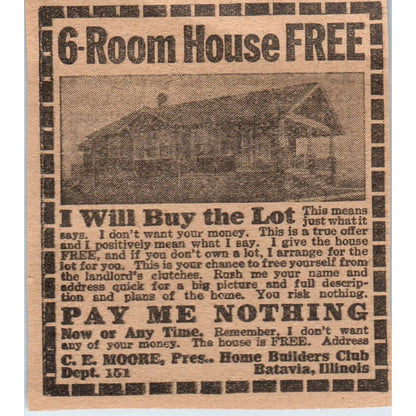 6-Room House FREE
I Will Buy the Lot This means
just what it
says. I don't want your money. This is a true offer
and I positively mean what I say. I give the house
FREE, and if you don't own a lot, I arrange for the
lot for you. This is your chance to free yourself from
the landlord's clutches. Rush me your name and
address quick for a big picture and full descrip-
tion and plans of the home. You risk nothing.
PAY ME NOTHING
Now or Any Time. Remember, I don't want
any of your money. The house is FREE. Address
C. E. MOORE, Pres., Home Builders Club
Dept. 151 Batavia, Illinois